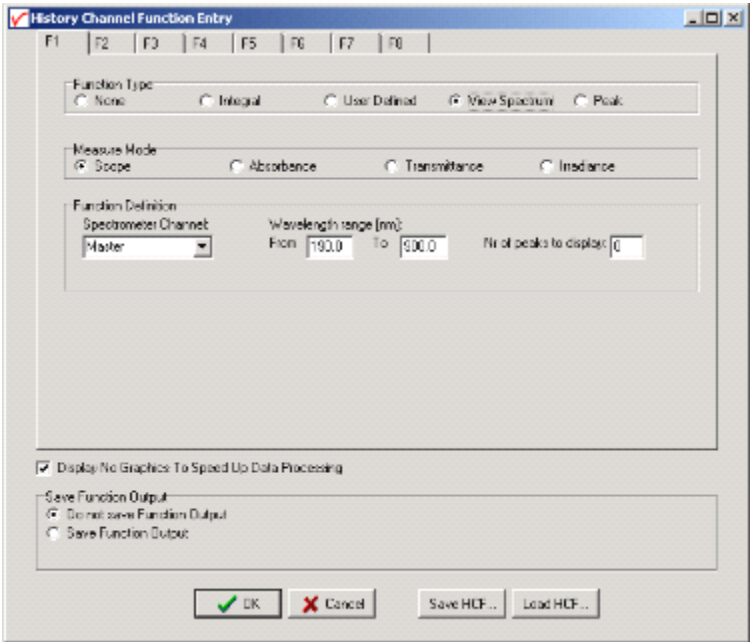 History Channel Function Entry
F1 F2 F3 F4 F5 F6 F7 F8
Function Type
None Integral User Defined View Spectrum Peak
Measure Mode
Scope Absorbance Transmittance Irradiance
Function Definition
Spectrometer Channel: Wavelength range [nm]:
Master From 190.0 To 900.0 Nr of peaks to display: 0
Display No Graphics To Speed Up Data Processing
Save Function Output
Do not save Function Output
Save Function Output
OK Cancel Save HCF... Load HCF...